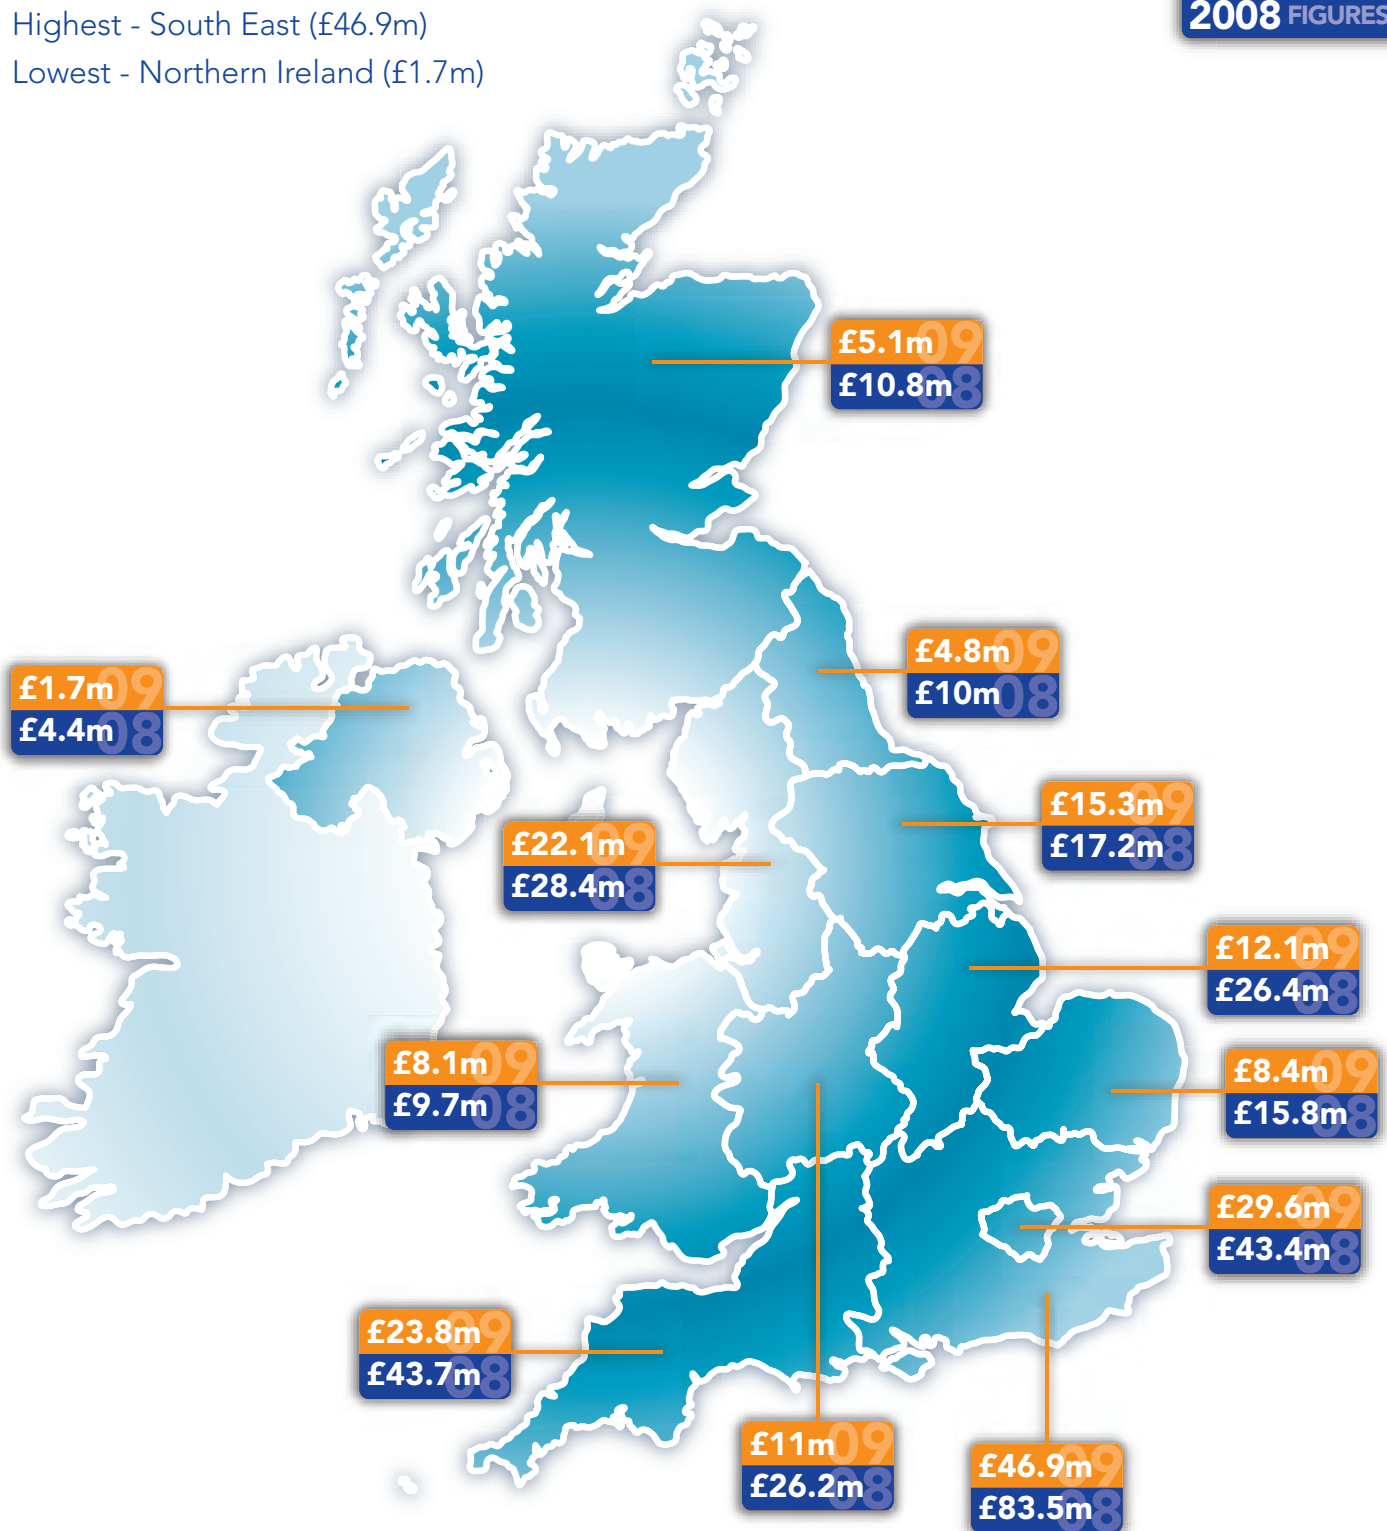 Highest - South East (£46.9m)
2008 FIGURES
Lowest - Northern Ireland (£1.7m)
£5.1m 09
£10.8m 08
£4.8m 09
£10m 08
£1.7m 09
£4.4m 08
£15.3m 09
£17.2m 08
£22.1m 09
£28.4m 08
£12.1m 09
£26.4m 08
£8.1m 09
£9.7m 08
£8.4m 09
£15.8m 08
£29.6m 09
£43.4m 08
£23.8m 09
£43.7m 08
£11m 09
£26.2m 08
£46.9m 09
£83.5m 08